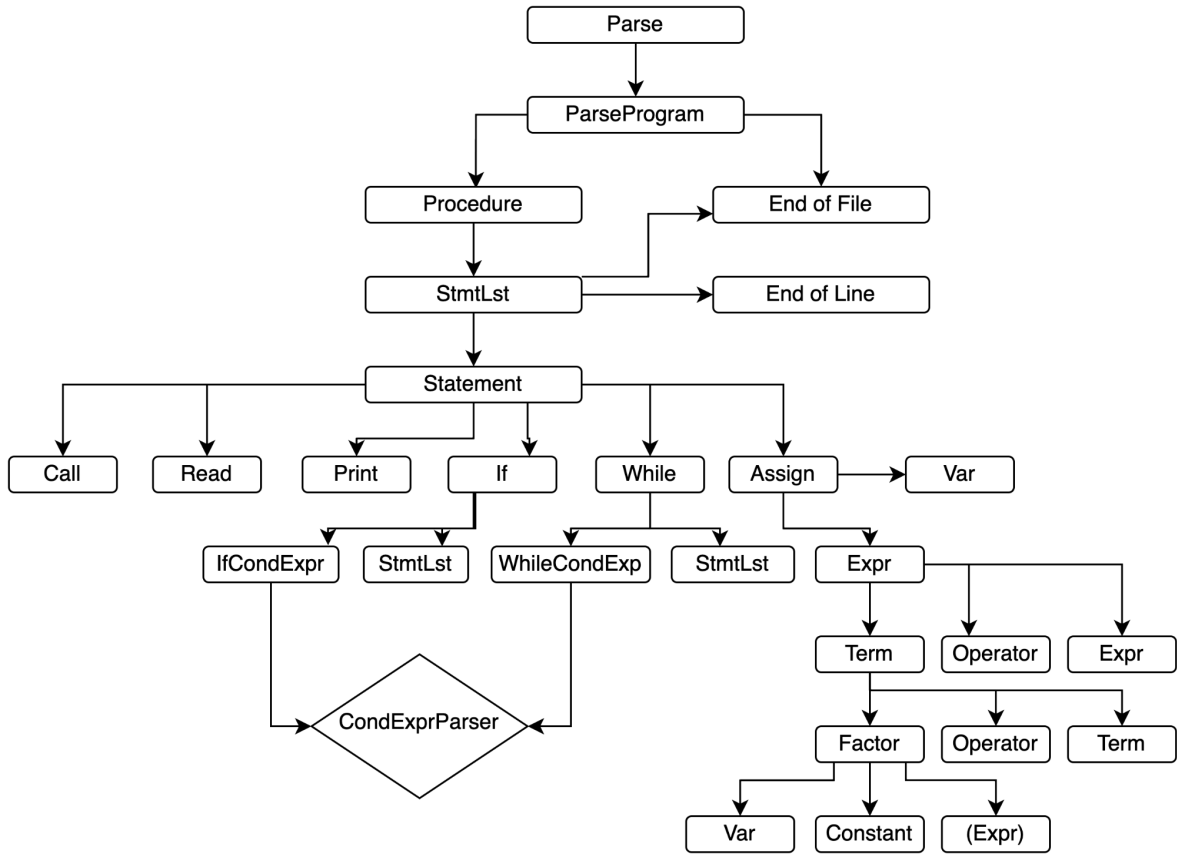 Parse
ParseProgram
Procedure
End of File
StmtLst
End of Line
Statement
Call
Read
Print
If
While
Assign
Var
IfCondExpr
StmtLst
WhileCondExp
StmtLst
Expr
Term
Operator
Expr
CondExprParser
Factor
Operator
Term
Var
Constant
(Expr)